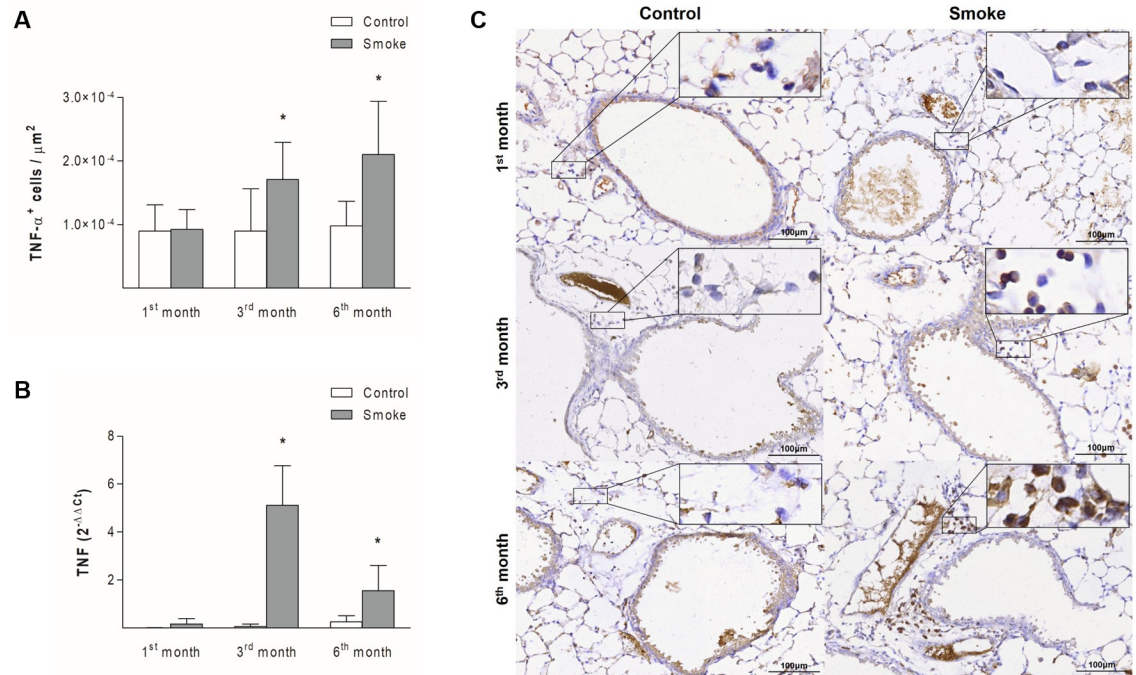 A
Control
Smoke
TNF-α⁺ cells / μm²
3.0×10⁻⁴
2.0×10⁻⁴
1.0×10⁻⁴
*
*
1ˢᵗ month 3ʳᵈ month 6ᵗʰ month
B
Control
Smoke
TNF (2⁻ᐃᐃCt)
8
6
4
2
*
*
1ˢᵗ month 3ʳᵈ month 6ᵗʰ month
C
Control Smoke
1ˢᵗ month
100μm 100μm
3ʳᵈ month
100μm 100μm
6ᵗʰ month
100μm 100μm